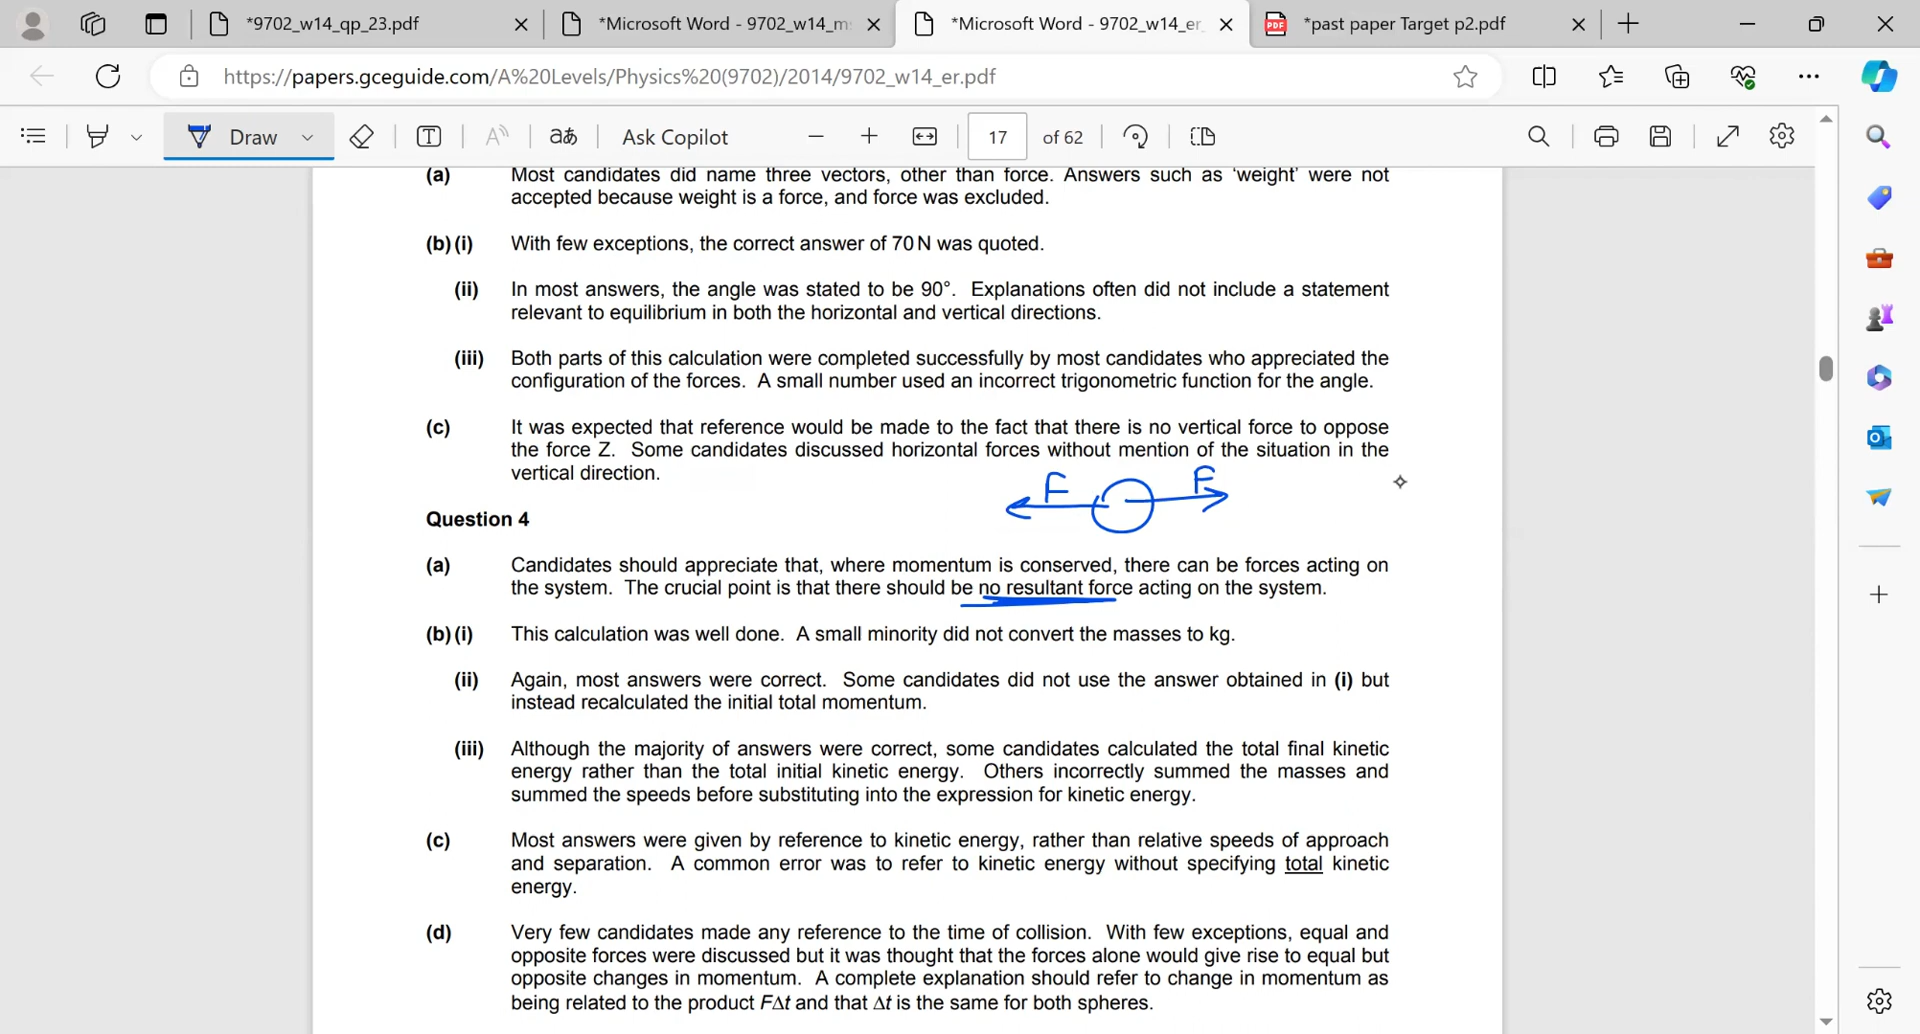 *9702_w14_qp_23.pdf
*Microsoft Word - 9702_w14_m
*Microsoft Word - 9702_w14_er_
*past paper Target p2.pdf
https://papers.gceguide.com/A%20Levels/Physics%20(9702)/2014/9702_w14_er.pdf
Draw
T
A
aあ
Ask Copilot
17
of 62
(a) Most candidates did name three vectors, other than force. Answers such as ‘weight’ were not
accepted because weight is a force, and force was excluded.
(b) (i) With few exceptions, the correct answer of 70 N was quoted.
(ii) In most answers, the angle was stated to be 90°. Explanations often did not include a statement
relevant to equilibrium in both the horizontal and vertical directions.
(iii) Both parts of this calculation were completed successfully by most candidates who appreciated the
configuration of the forces. A small number used an incorrect trigonometric function for the angle.
(c) It was expected that reference would be made to the fact that there is no vertical force to oppose
the force Z. Some candidates discussed horizontal forces without mention of the situation in the
vertical direction.
F F
Question 4
(a) Candidates should appreciate that, where momentum is conserved, there can be forces acting on
the system. The crucial point is that there should be no resultant force acting on the system.
(b) (i) This calculation was well done. A small minority did not convert the masses to kg.
(ii) Again, most answers were correct. Some candidates did not use the answer obtained in (i) but
instead recalculated the initial total momentum.
(iii) Although the majority of answers were correct, some candidates calculated the total final kinetic
energy rather than the total initial kinetic energy. Others incorrectly summed the masses and
summed the speeds before substituting into the expression for kinetic energy.
(c) Most answers were given by reference to kinetic energy, rather than relative speeds of approach
and separation. A common error was to refer to kinetic energy without specifying total kinetic
energy.
(d) Very few candidates made any reference to the time of collision. With few exceptions, equal and
opposite forces were discussed but it was thought that the forces alone would give rise to equal but
opposite changes in momentum. A complete explanation should refer to change in momentum as
being related to the product FΔt and that Δt is the same for both spheres.